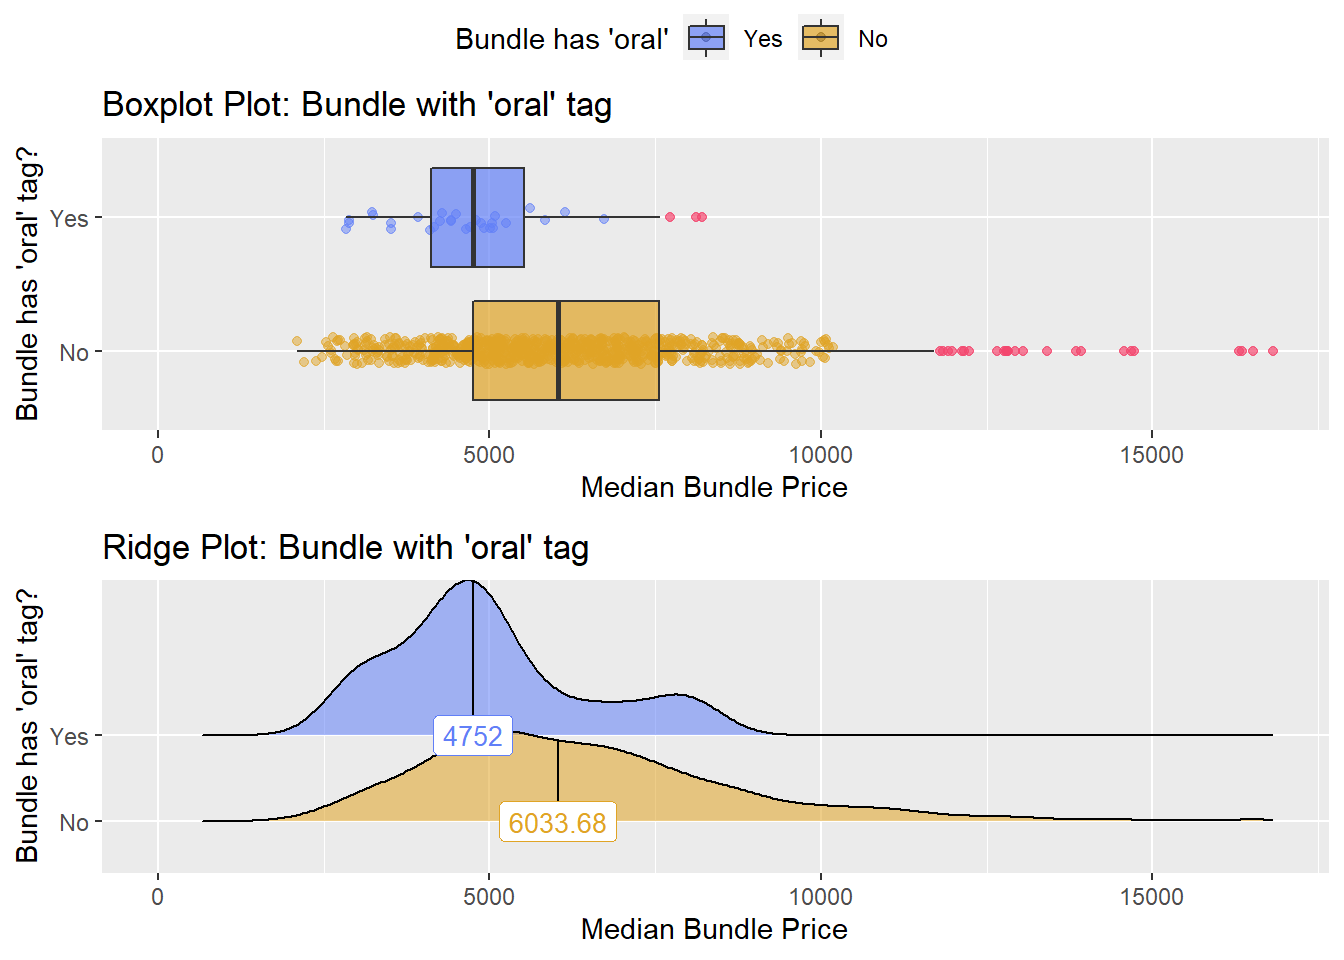 Bundle has 'oral' Yes No
Boxplot Plot: Bundle with 'oral' tag
Bundle has 'oral' tag?
Yes
No
0 5000 10000 15000
Median Bundle Price
Ridge Plot: Bundle with 'oral' tag
Bundle has 'oral' tag?
Yes
4752
No
6033.68
0 5000 10000 15000
Median Bundle Price